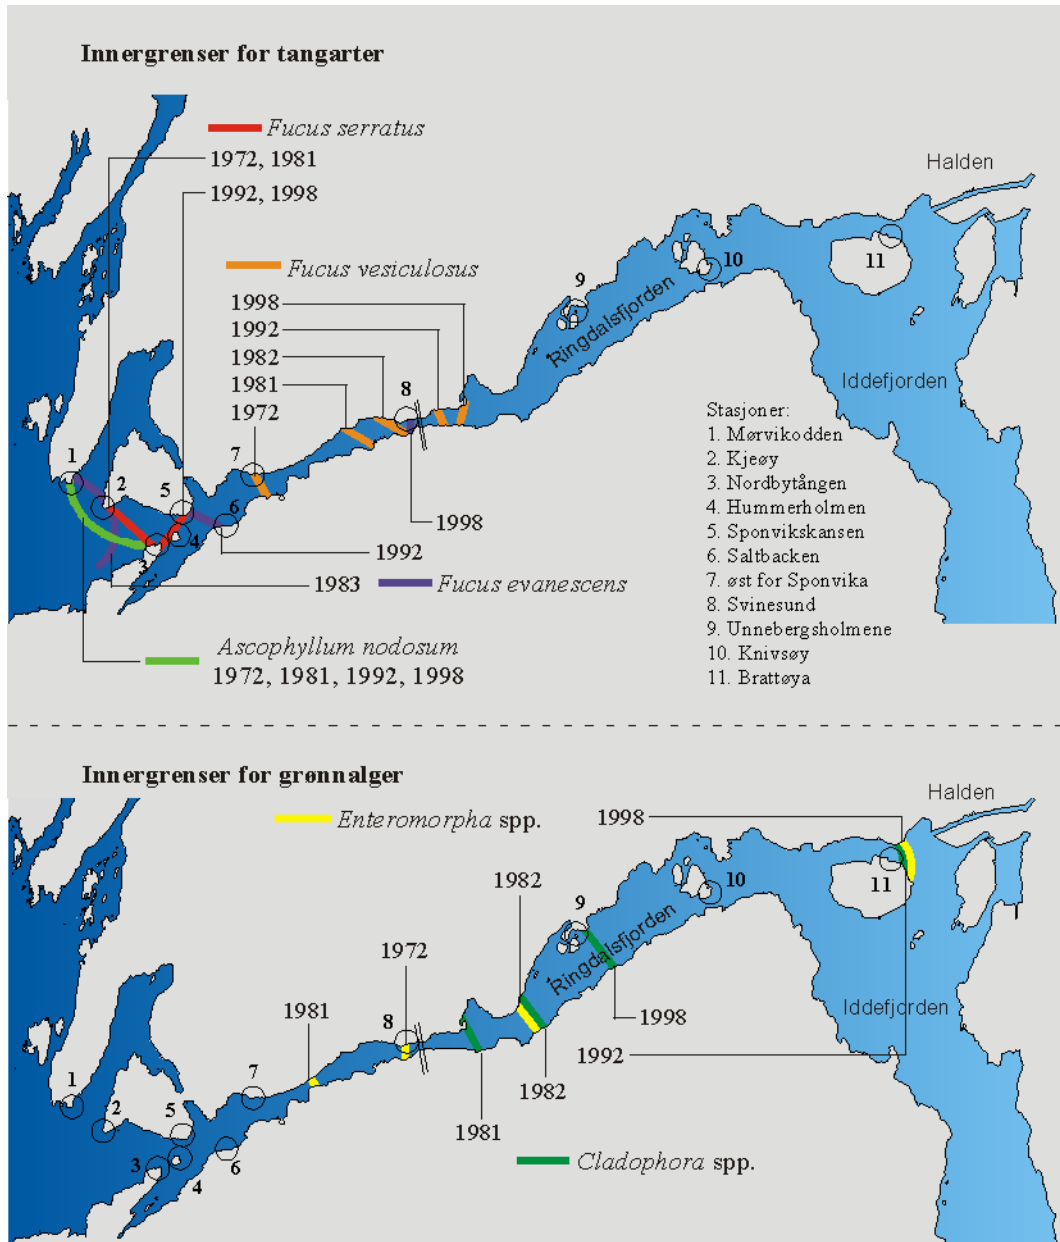 Innergrenser for tangarter
Fucus serratus
1972, 1981
1992, 1998
Halden
Fucus vesiculosus
1998
1992
1982
1981
1972
9
10
11
Ringdalsfjorden
Iddefjorden
8
7
1
2
5
6
4
3
1998
1992
1983
Fucus evanescens
Ascophyllum nodosum
1972, 1981, 1992, 1998
Stasjoner:
1. Mørvikodden
2. Kjeøy
3. Nordbytången
4. Hummerholmen
5. Sponvikskansen
6. Saltbacken
7. øst for Sponvika
8. Svinesund
9. Unnebergsholmene
10. Knivsøy
11. Brattøya
Innergrenser for grønnalger
Enteromorpha spp.
1998
Halden
1982
10
11
9
1972
Ringdalsfjorden
Iddefjorden
1981
8
1998
1992
1982
1981
7
1
2
5
6
3
4
Cladophora spp.